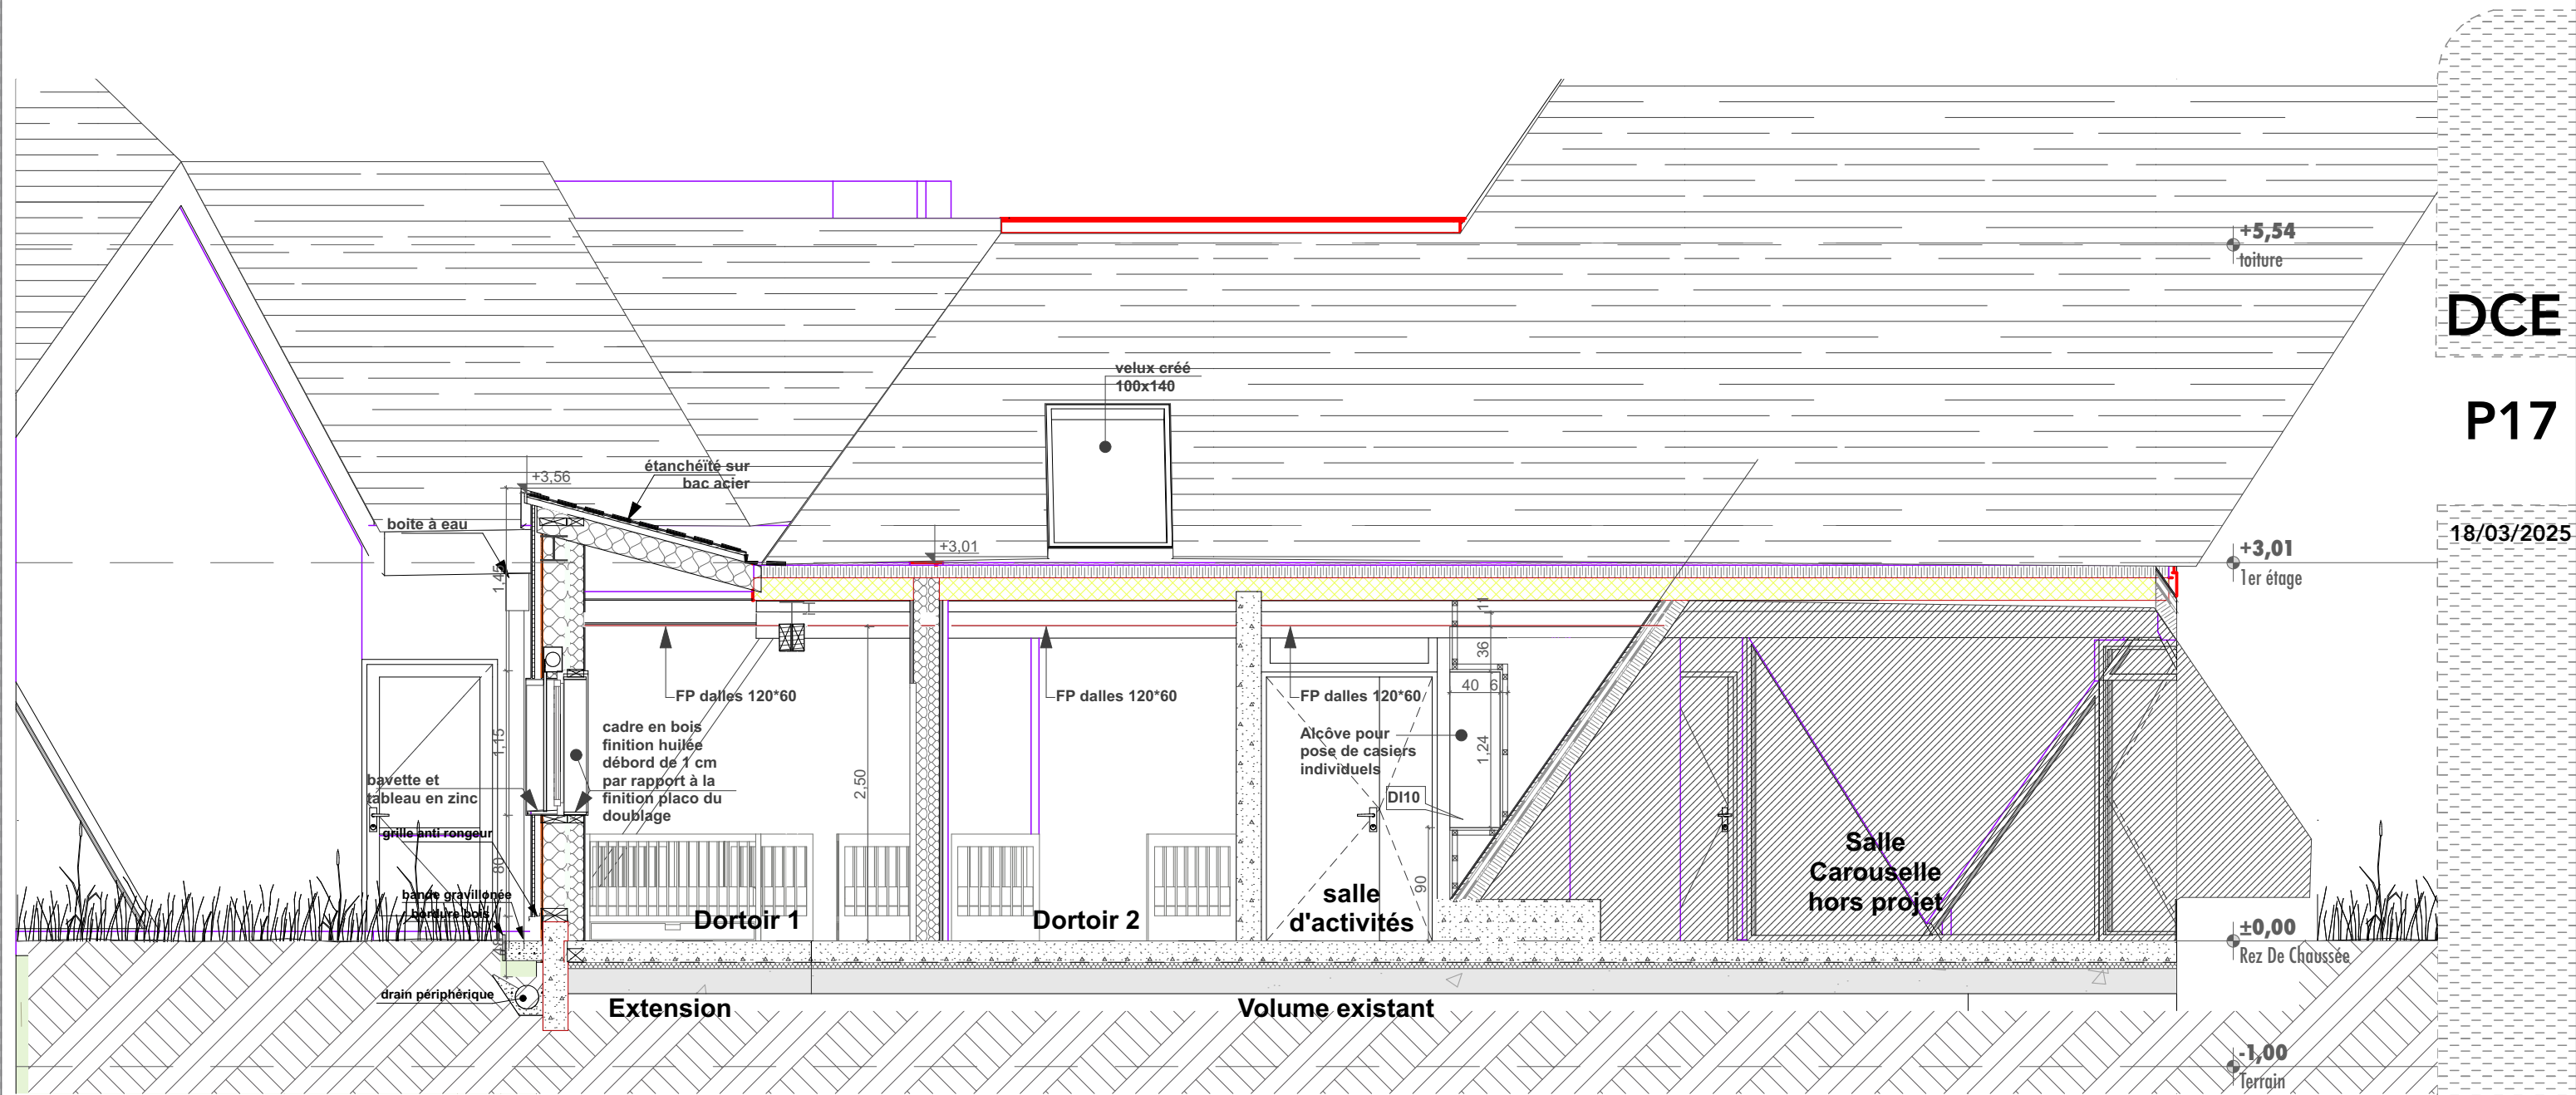 +5,54
toiture
DCE
P17
18/03/2025
velux créé
100x140
étanchéïté sur
bac acier
+3,56
boite à eau
+3,01
+3,01
1er étage
1,45
11
36
40 6
FP dalles 120*60
FP dalles 120*60
FP dalles 120*60
cadre en bois
finition huilée
débord de 1 cm
par rapport à la
finition placo du
doublage
Alcôve pour
pose de casiers
individuels
1,24
1,15
2,50
bavette et
tableau en zinc
DI10
grille anti rongeur
80
90
bande gravillonée
bordure bois
Dortoir 1
Dortoir 2
salle
d'activités
Salle
Carouselle
hors projet
±0,00
Rez De Chaussée
drain périphèrique
Extension
Volume existant
-1,00
Terrain